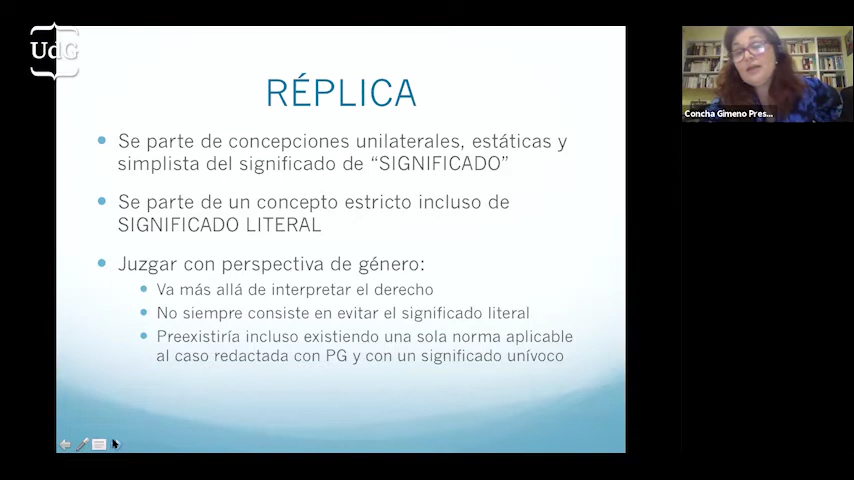 UdG
RÉPLICA
Se parte de concepciones unilaterales, estáticas y
simplista del significado de “SIGNIFICADO”
Se parte de un concepto estricto incluso de
SIGNIFICADO LITERAL
Juzgar con perspectiva de género:
Va más allá de interpretar el derecho
No siempre consiste en evitar el significado literal
Preexistiría incluso existiendo una sola norma aplicable
al caso redactada con PG y con un significado unívoco
Concha Gimeno Pres...